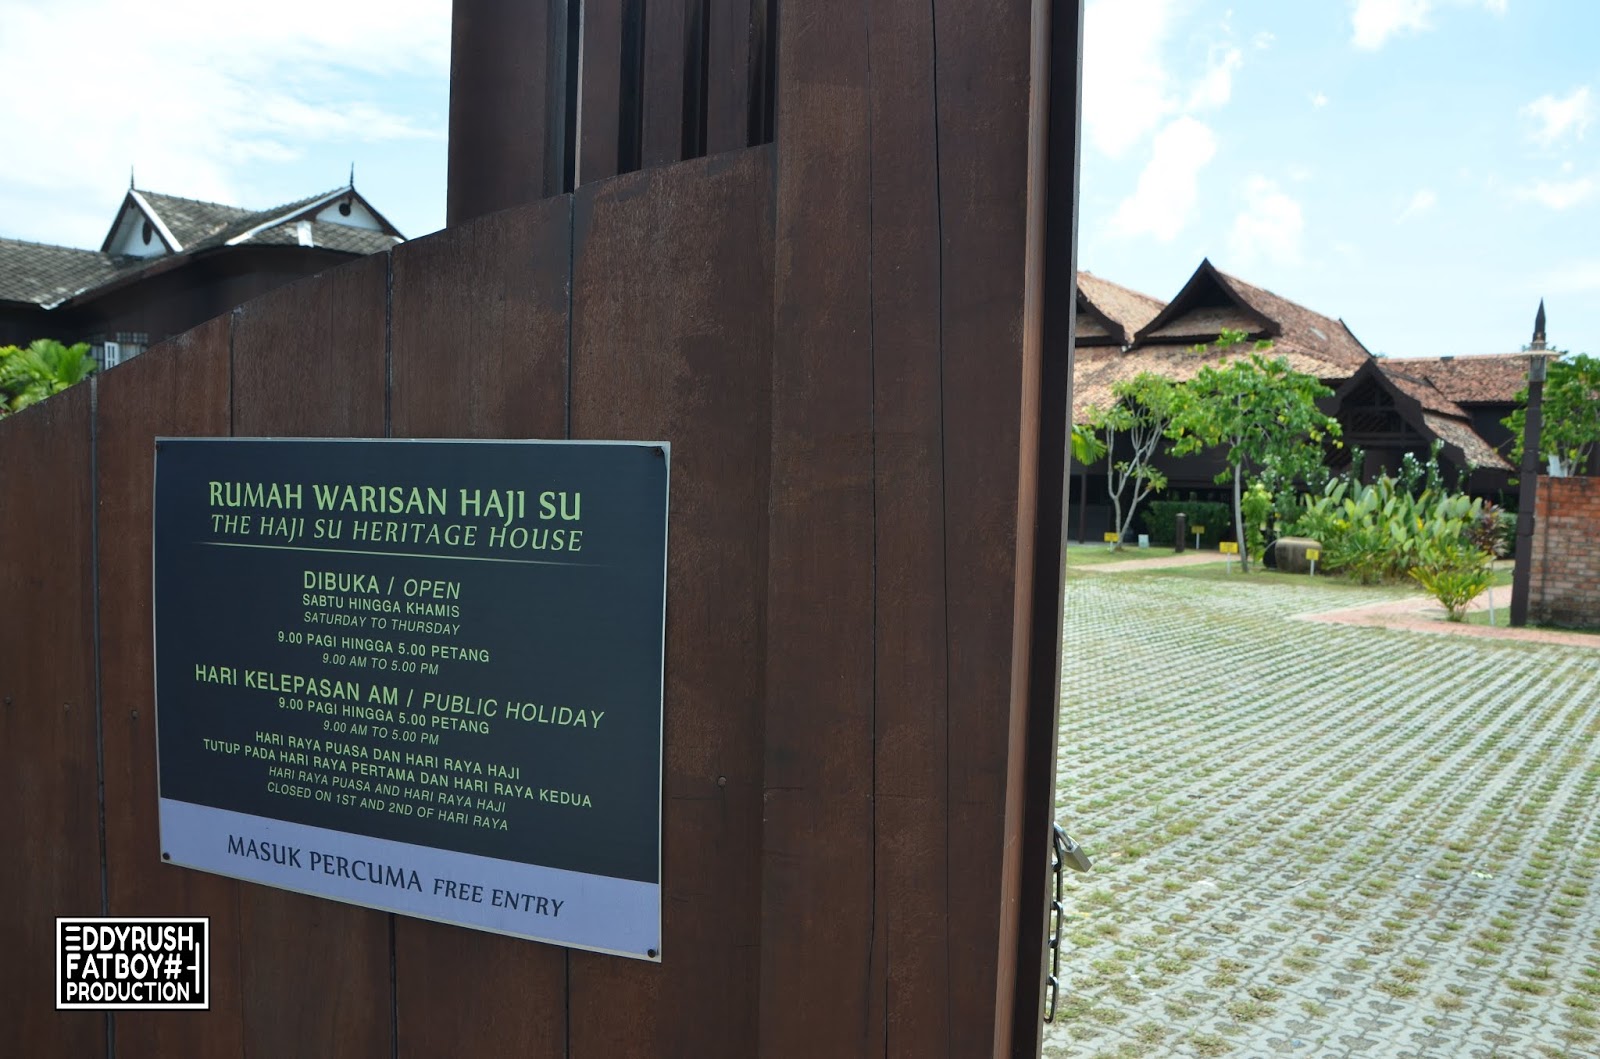 RUMAH WARISAN HAJI SU
THE HAJI SU HERITAGE HOUSE
DIBUKA / OPEN
SABTU HINGGA KHAMIS
SATURDAY TO THURSDAY
9.00 PAGI HINGGA 5.00 PETANG
9.00 AM TO 5.00 PM
HARI KELEPASAN AM / PUBLIC HOLIDAY
9.00 PAGI HINGGA 5.00 PETANG
9.00 AM TO 5.00 PM
HARI RAYA PUASA DAN HARI RAYA HAJI
TUTUP PADA HARI RAYA PERTAMA DAN HARI RAYA KEDUA
HARI RAYA PUASA AND HARI RAYA HAJI
CLOSED ON 1ST AND 2ND OF HARI RAYA
MASUK PERCUMA FREE ENTRY
EDDYRUSH
FATBOY#
PRODUCTION